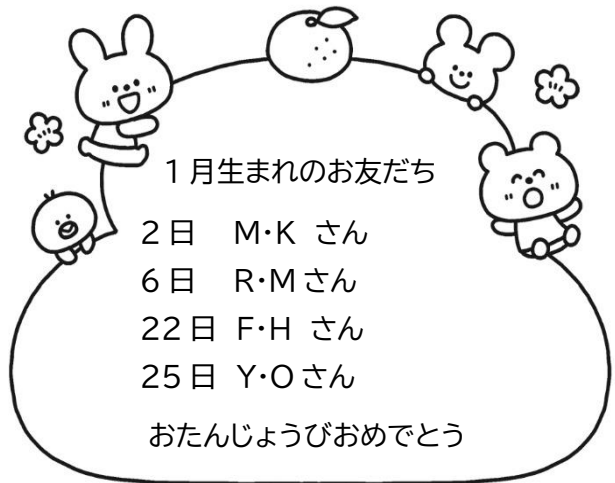 1月生まれのお友だち
2日　M・K さん
6日　R・Mさん
22日 F・H さん
25日 Y・Oさん
おたんじょうびおめでとう